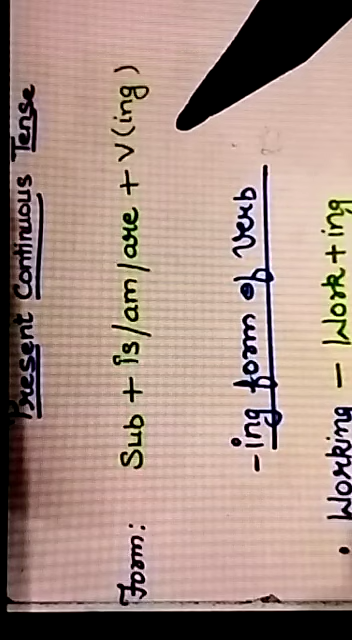 Present Continuous Tense
Form: Sub + is/am/are + V(ing)
-ing form of verb
• Working - Work + ing